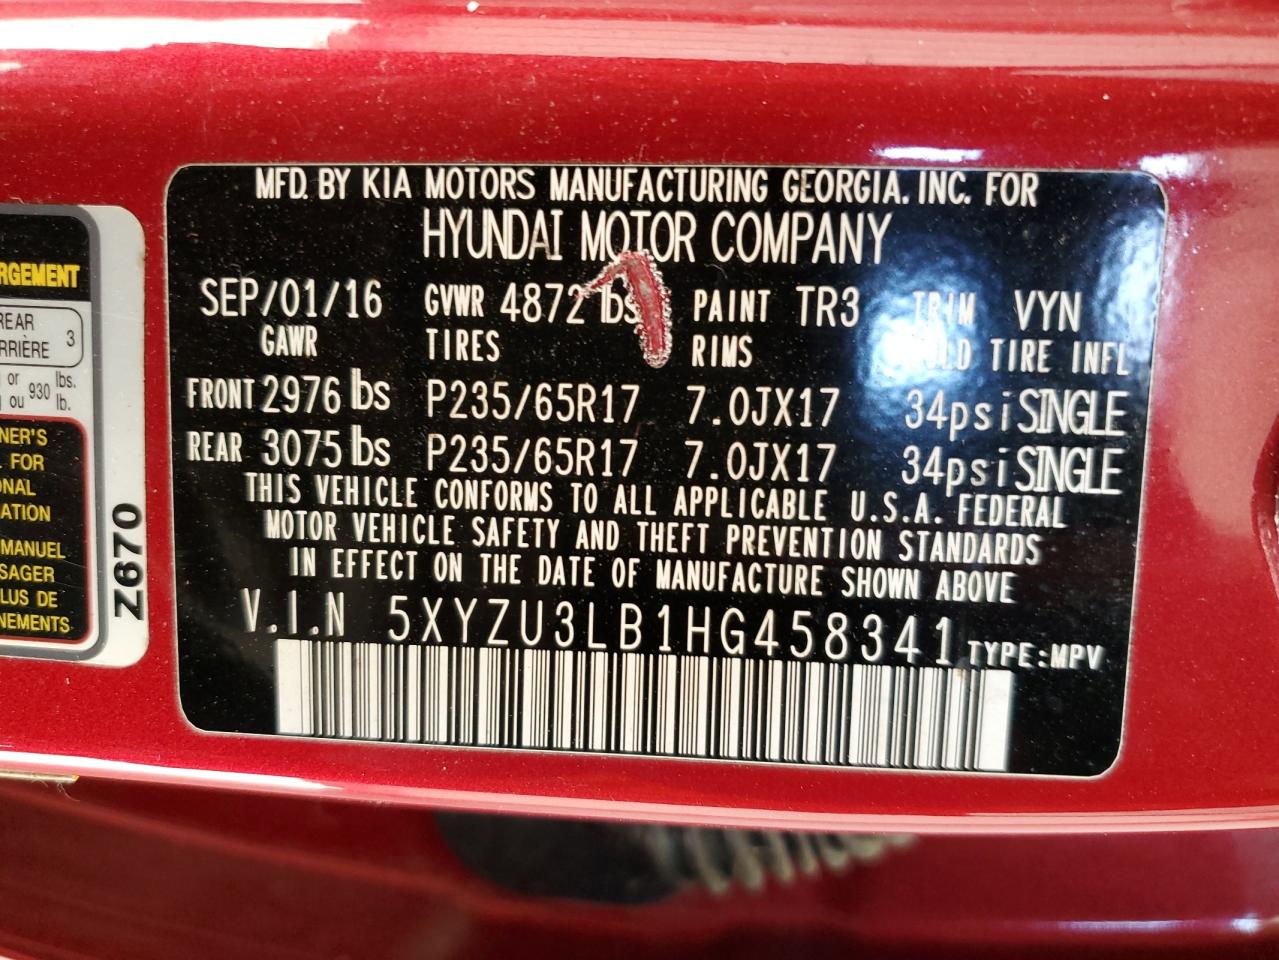 MFD. BY KIA MOTORS MANUFACTURING GEORGIA. INC. FOR
HYUNDAI MOTOR COMPANY
SEP/01/16 GVWR 4872 lbs PAINT TR3 TRIM VYN
GAWR TIRES RIMS TIRE INFL
FRONT 2976 lbs P235/65R17 7.0JX17 34psi SINGLE
REAR 3075 lbs P235/65R17 7.0JX17 34psi SINGLE
THIS VEHICLE CONFORMS TO ALL APPLICABLE U.S.A. FEDERAL
MOTOR VEHICLE SAFETY AND THEFT PREVENTION STANDARDS
IN EFFECT ON THE DATE OF MANUFACTURE SHOWN ABOVE
V.I.N 5XYZU3LB1HG458341 TYPE:MPV
RGEMENT
REAR 3
RRIÈRE
or 930 lbs.
ou lb.
NER'S
L FOR
ONAL
ATION
MANUEL
SAGER
LUS DE
NEMENTS
Z670